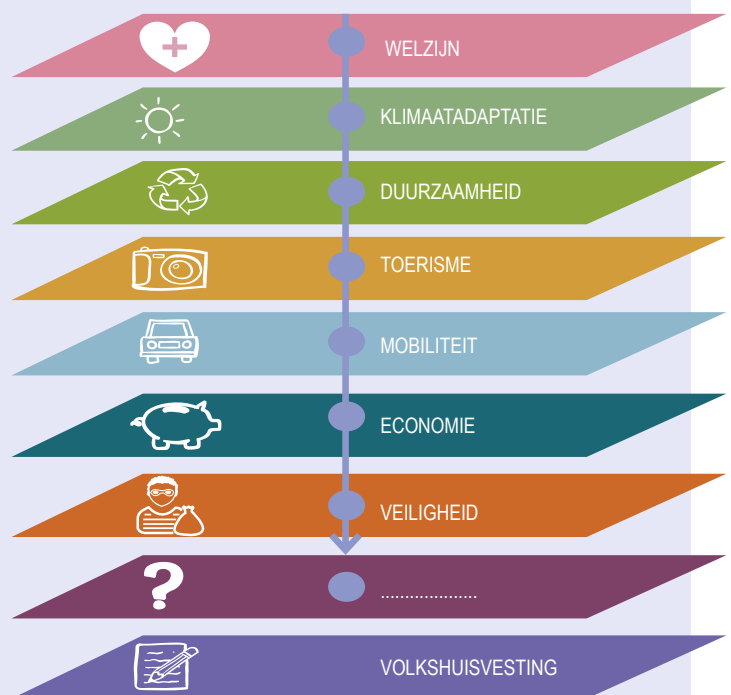 WELZIJN
KLIMAATADAPTATIE
DUURZAAMHEID
TOERISME
MOBILITEIT
ECONOMIE
VEILIGHEID
?
....................
VOLKSHUISVESTING